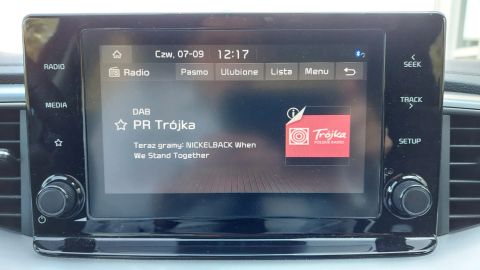 Czw, 07-09 12:17
RADIO
SEEK
Radio Pasmo Ulubione Lista Menu
MEDIA
TRACK
DAB
PR Trójka
Trójka
POLSKIE RADIO
SETUP
Teraz gramy: NICKELBACK When
We Stand Together